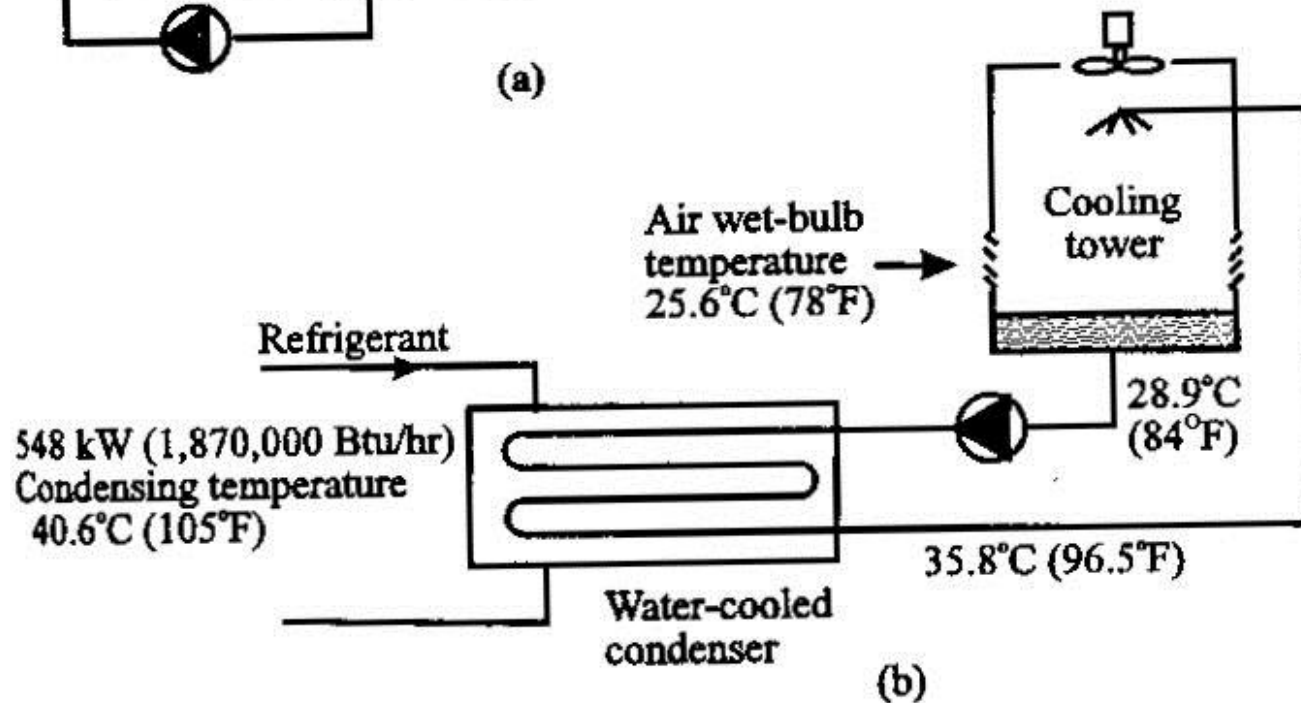 (a)
Cooling
tower
Air wet-bulb
temperature
25.6°C (78°F)
Refrigerant
28.9°C
(84°F)
548 kW (1,870,000 Btu/hr)
Condensing temperature
40.6°C (105°F)
35.8°C (96.5°F)
Water-cooled
condenser
(b)